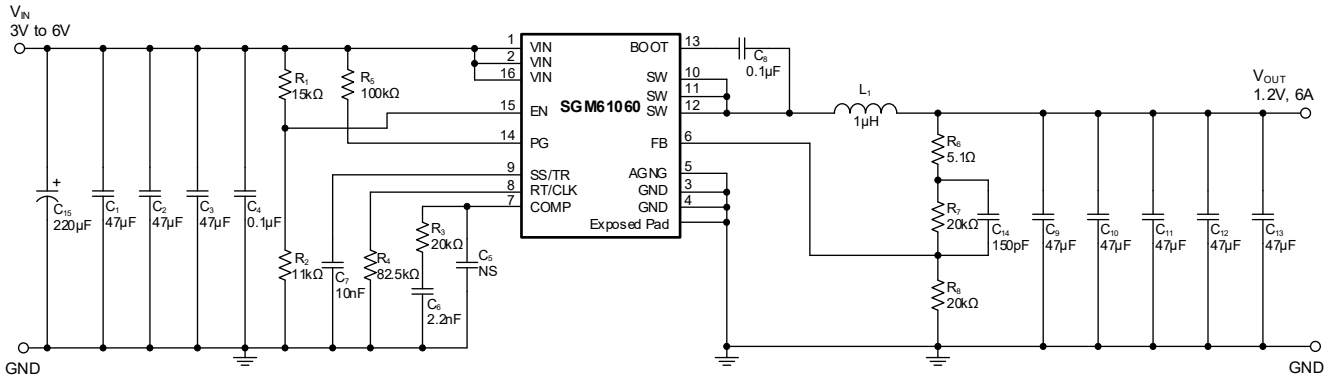 VIN
3V to 6V
R1
15kΩ
R5
100kΩ
1
2
16
15
14
9
8
7
VIN
VIN
VIN
EN
PG
SS/TR
RT/CLK
COMP
SGM61060
BOOT
SW
SW
SW
FB
AGNG
GND
GND
Exposed Pad
13
10
11
12
6
5
3
4
C8
0.1µF
L1
1µH
VOUT
1.2V, 6A
+
C15
220µF
C1
47µF
C2
47µF
C3
47µF
C4
0.1µF
R2
11kΩ
C7
10nF
R4
82.5kΩ
R3
20kΩ
C6
2.2nF
C5
NS
R6
5.1Ω
R7
20kΩ
C14
150pF
R8
20kΩ
C9
47µF
C10
47µF
C11
47µF
C12
47µF
C13
47µF
GND
GND